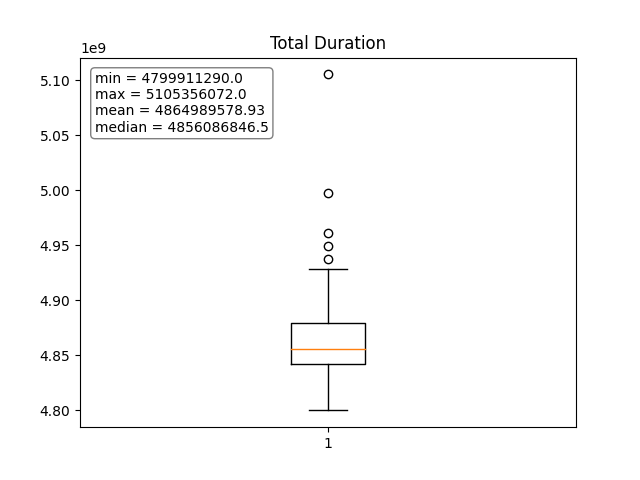 Total Duration
1e9
min = 4799911290.0
max = 5105356072.0
mean = 4864989578.93
median = 4856086846.5
5.10
5.05
5.00
4.95
4.90
4.85
4.80
1